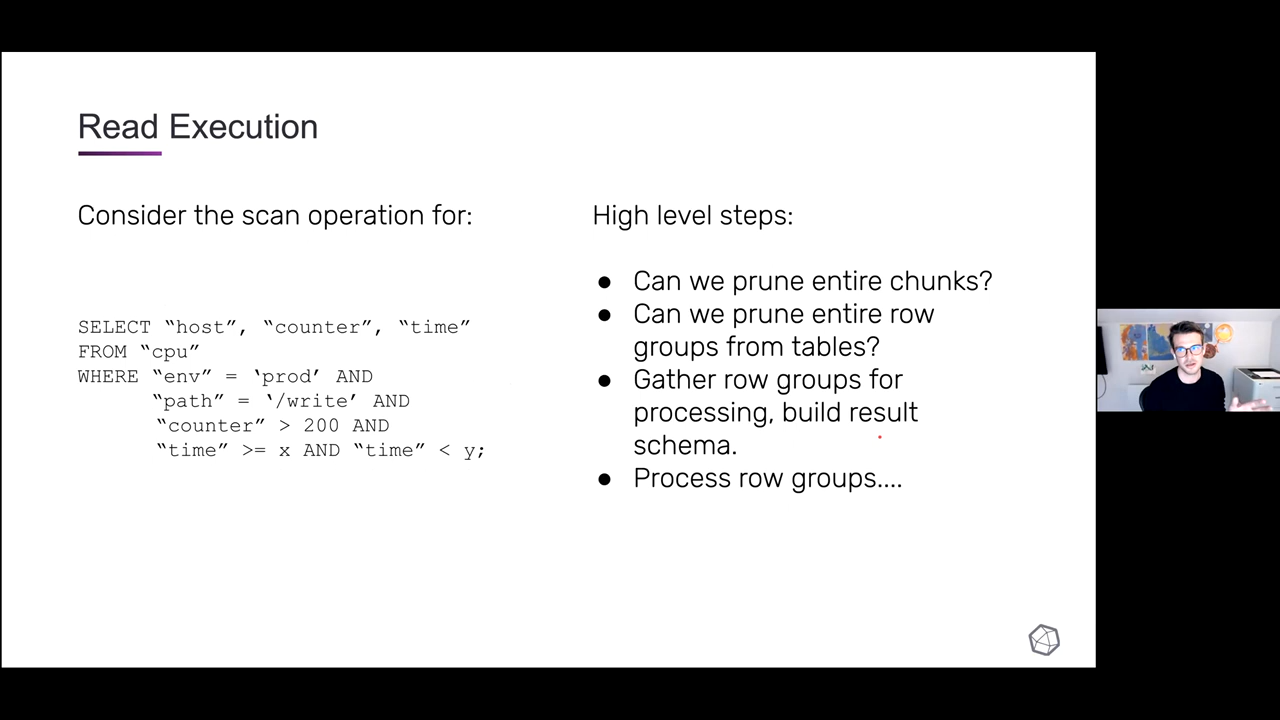 Read Execution
Consider the scan operation for:
SELECT “host”, “counter”, “time”
FROM “cpu”
WHERE “env” = ‘prod’ AND
“path” = ‘/write’ AND
“counter” > 200 AND
“time” >= x AND “time” < y;
High level steps:
● Can we prune entire chunks?
● Can we prune entire row
groups from tables?
● Gather row groups for
processing, build result
schema.
● Process row groups....